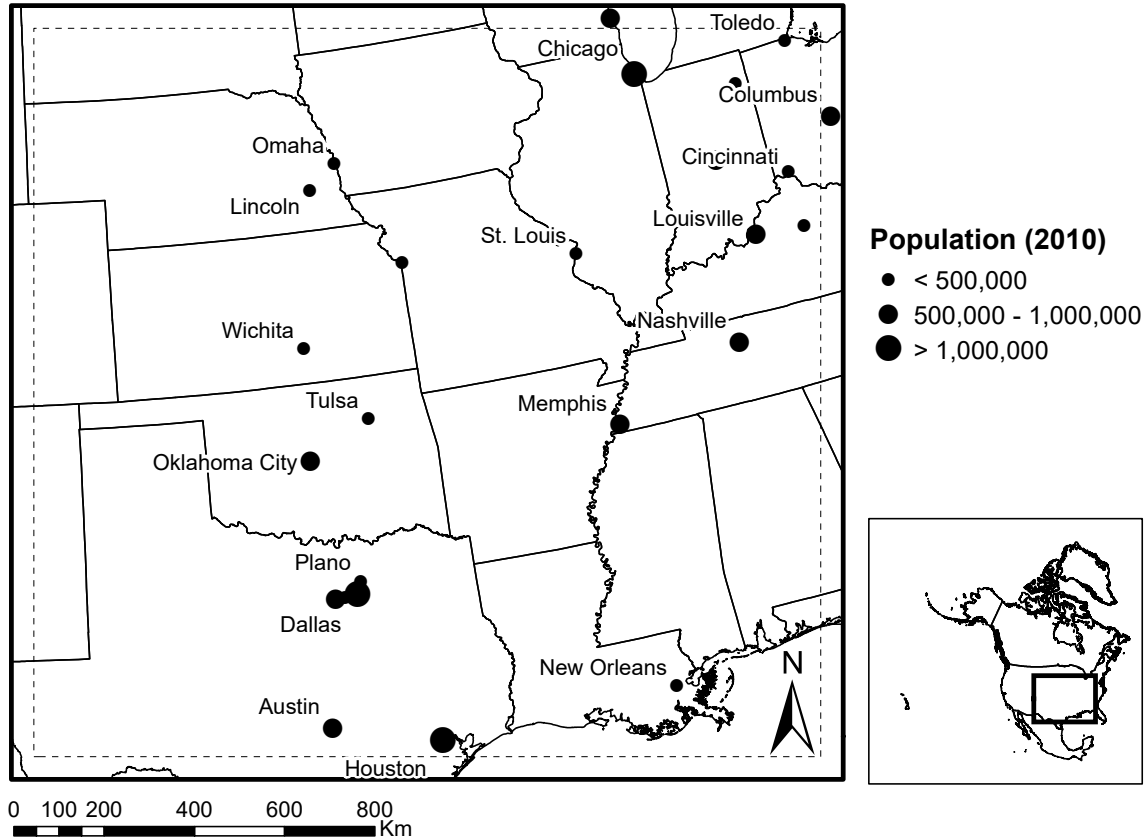 Toledo
Chicago
Columbus
Omaha
Cincinnati
Lincoln
Louisville
St. Louis
Nashville
Wichita
Tulsa
Memphis
Oklahoma City
Plano
Dallas
New Orleans
N
Austin
Houston
0 100 200 400 600 800
Km
Population (2010)
< 500,000
500,000 - 1,000,000
> 1,000,000